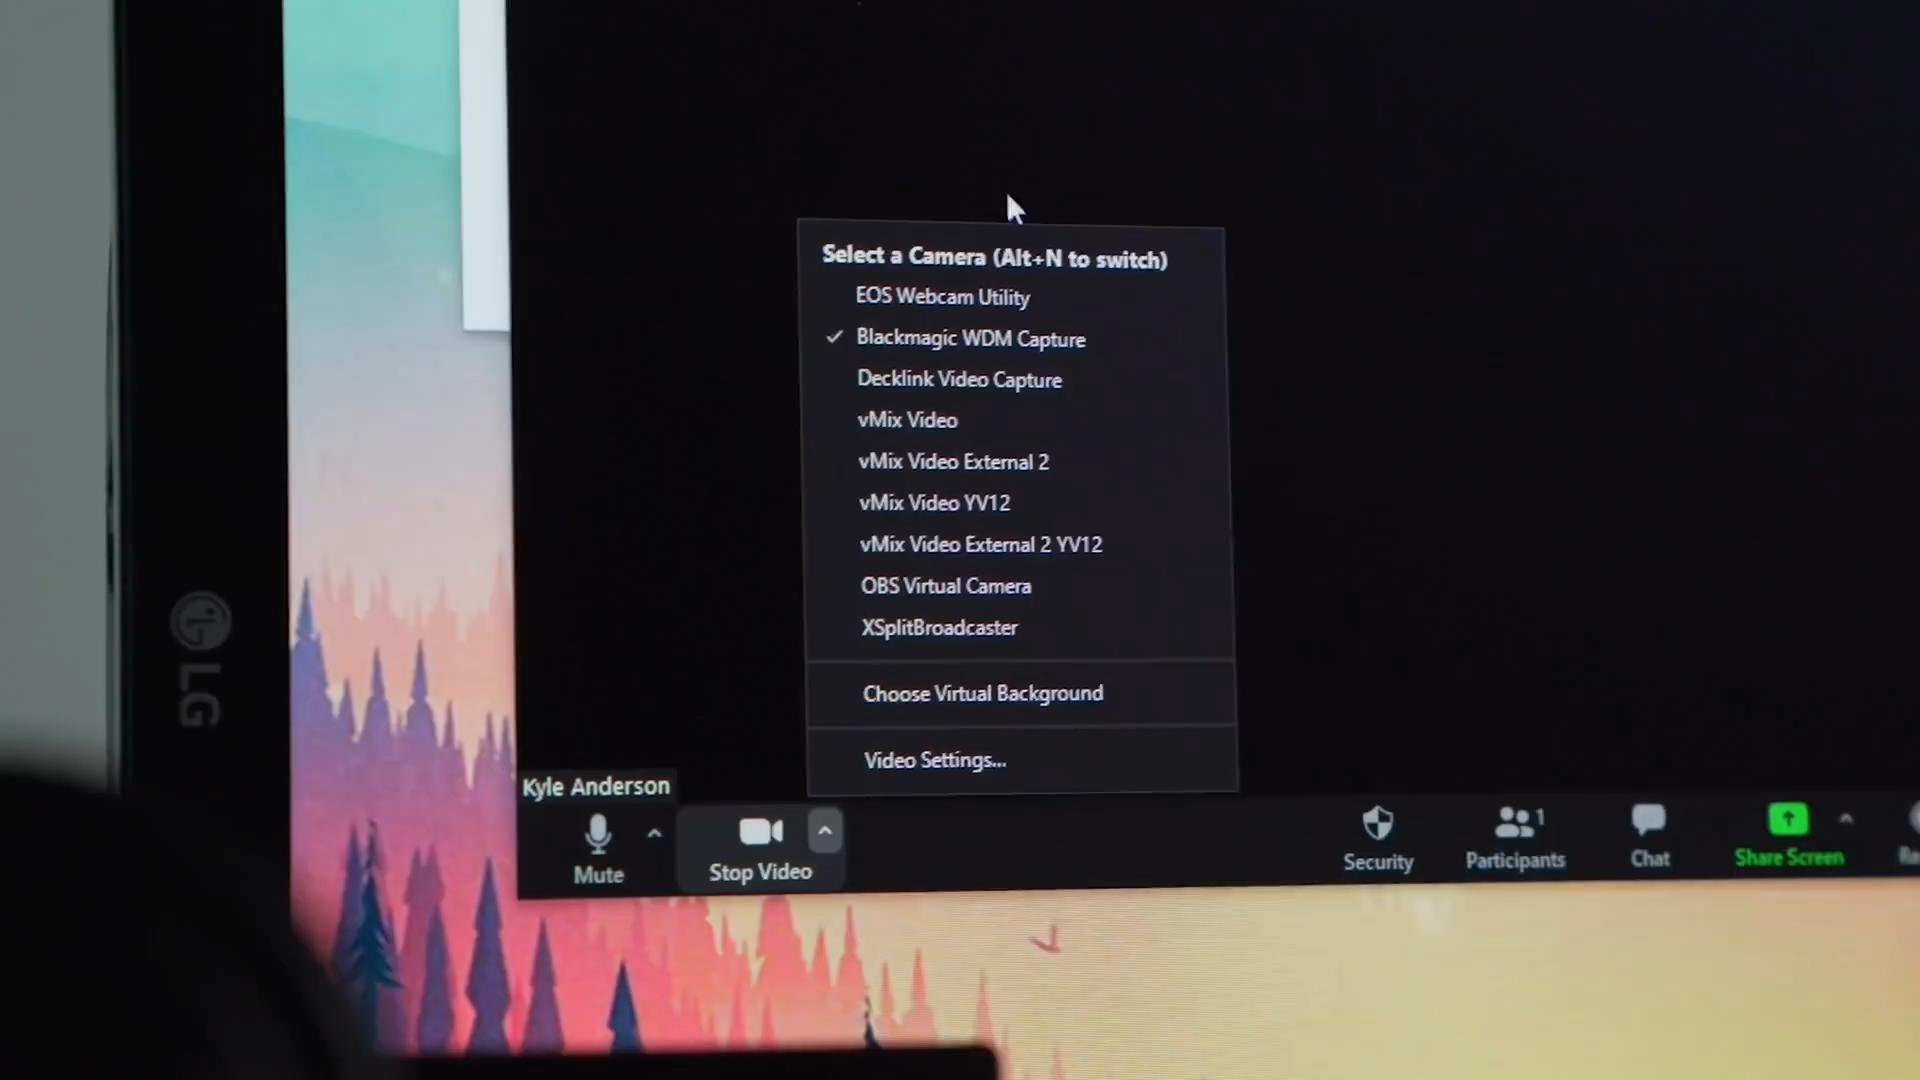 Select a Camera (Alt+N to switch)
EOS Webcam Utility
Blackmagic WDM Capture
Decklink Video Capture
vMix Video
vMix Video External 2
vMix Video YV12
vMix Video External 2 YV12
OBS Virtual Camera
XSplitBroadcaster
Choose Virtual Background
Video Settings...
LG
Kyle Anderson
Mute
Stop Video
Security
1
Participants
Chat
Share Screen